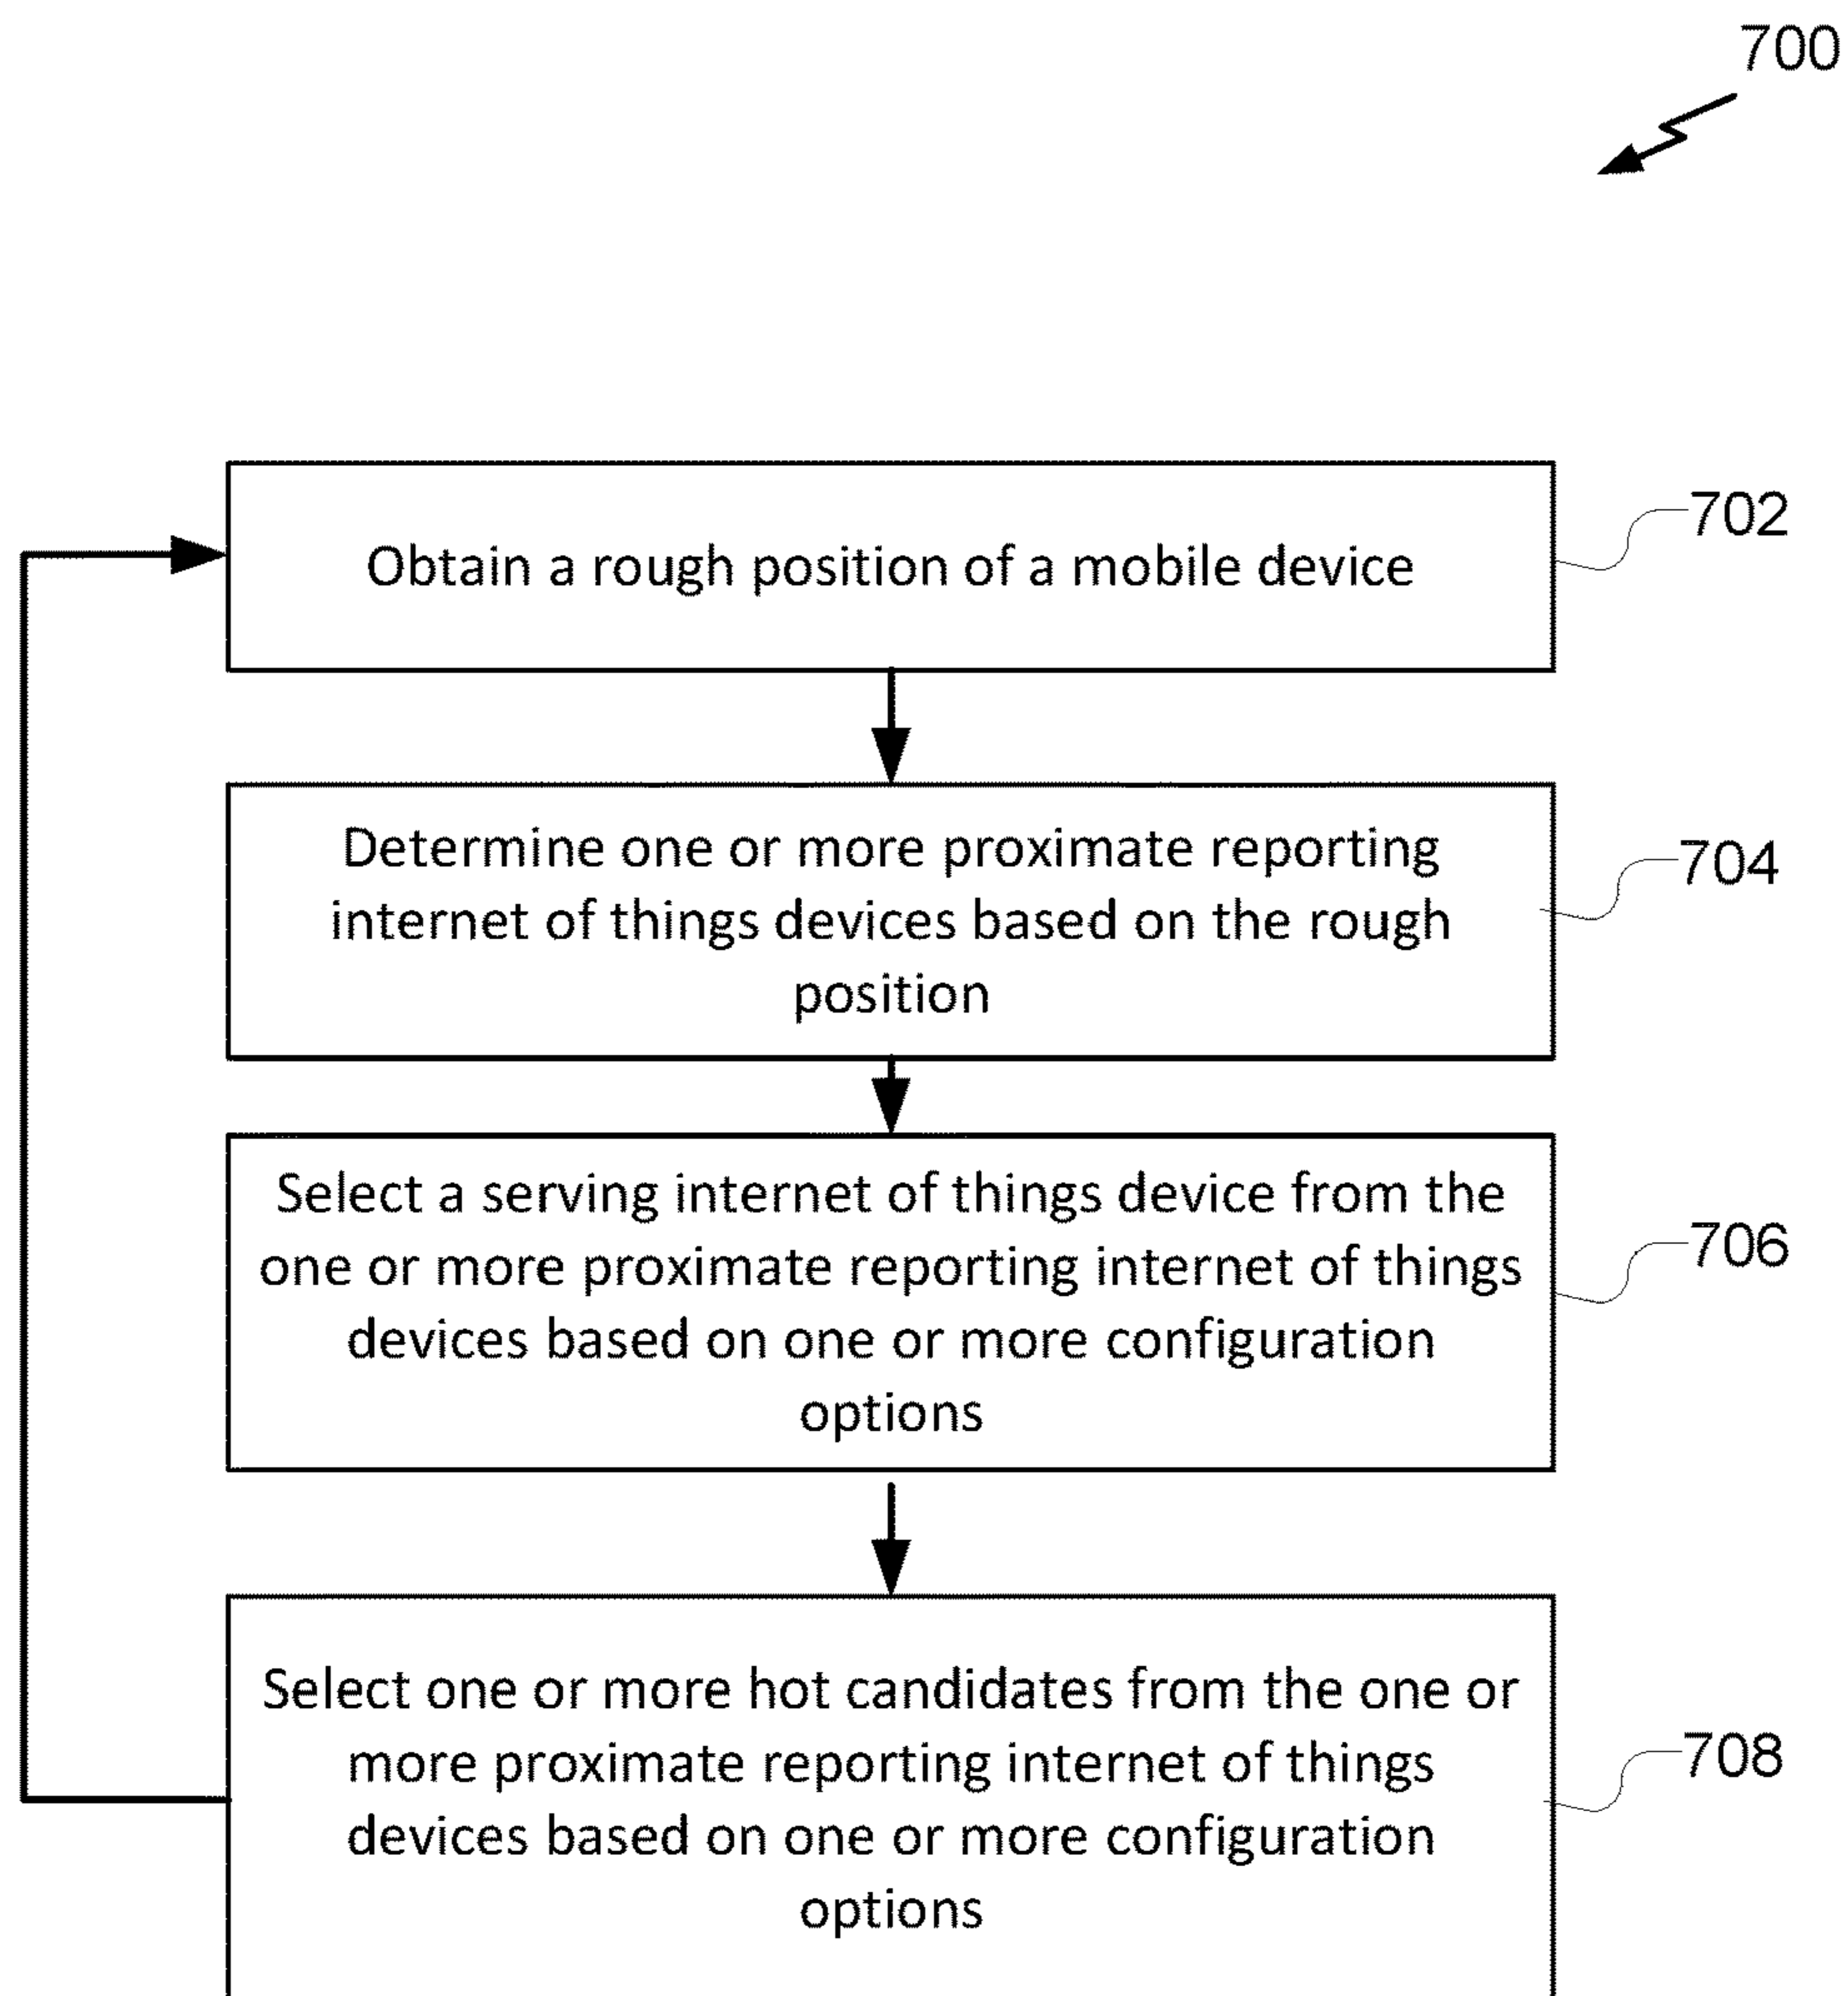 700
Obtain a rough position of a mobile device
702
Determine one or more proximate reporting
internet of things devices based on the rough
position
704
Select a serving internet of things device from the
one or more proximate reporting internet of things
devices based on one or more configuration
options
706
Select one or more hot candidates from the one or
more proximate reporting internet of things
devices based on one or more configuration
options
708